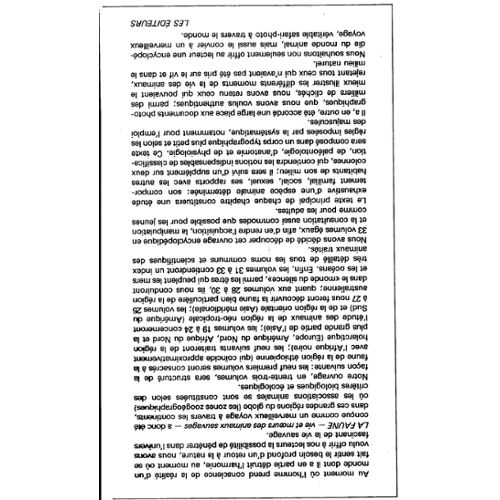 Au moment où l'homme prend conscience de la réalité d'un
monde dont il a en partie détruit l'harmonie, au moment où se
fait sentir le besoin profond d'un retour à la nature, nous avons
voulu offrir à nos lecteurs la possibilité de pénétrer dans l'univers
fascinant de la vie sauvage.
LA FAUNE — vie et mœurs des animaux sauvages — a donc été
conçue comme un merveilleux voyage à travers les continents,
dans ces grandes régions du globe (les zones zoogéographiques)
où les associations animales se sont constituées selon des
critères biologiques et écologiques.
Notre ouvrage, en trente-trois volumes, sera structuré de la
façon suivante: les neuf premiers volumes seront consacrés à la
faune de la région éthiopienne (qui coïncide approximativement
avec l'Afrique noire); les neuf suivants traiteront de la région
holarctique (Europe, Amérique du Nord, Afrique du Nord et la
plus grande partie de l'Asie); les volumes 19 à 24 concerneront
l'étude des animaux de la région néo-tropicale (Amérique du
Sud) et de la région orientale (Asie méridionale); les volumes 25
à 27 nous feront découvrir la faune bien particulière de la région
australienne; quant aux volumes 28 à 30, ils nous conduiront
dans le «monde du silence», parmi les êtres qui peuplent les mers
et les océans. Enfin, les volumes 31 à 33 contiendront un index
très détaillé de tous les noms communs et scientifiques des
animaux traités.
Nous avons décidé de découper cet ouvrage encyclopédique en
33 volumes égaux, afin d'en rendre l'acquisition, la manipulation
et la consultation aussi commodes que possible pour les jeunes
comme pour les adultes.
Le texte principal de chaque chapitre constituera une étude
exhaustive d'une espèce animale déterminée: son compor-
tement familial, social, sexuel, ses rapports avec les autres
habitants de son milieu; il sera suivi d'un supplément sur deux
colonnes, qui contiendra les notions indispensables de classifica-
tion, de paléontologie, d'anatomie et de physiologie. Ce texte
sera composé dans un corps typographique plus petit et selon les
règles imposées par la systématique, notamment pour l'emploi
des majuscules.
Il a, en outre, été accordé une large place aux documents photo-
graphiques, que nous avons voulus authentiques; parmi des
milliers de clichés, nous avons retenu ceux qui pouvaient le
mieux illustrer les différents moments de la vie des animaux,
rejetant tous ceux qui n'avaient pas été pris sur le vif et dans le
milieu naturel.
Nous souhaitons non seulement offrir au lecteur une encyclopé-
die du monde animal, mais aussi le convier à un merveilleux
voyage, véritable safari-photo à travers le monde.
LES ÉDITEURS